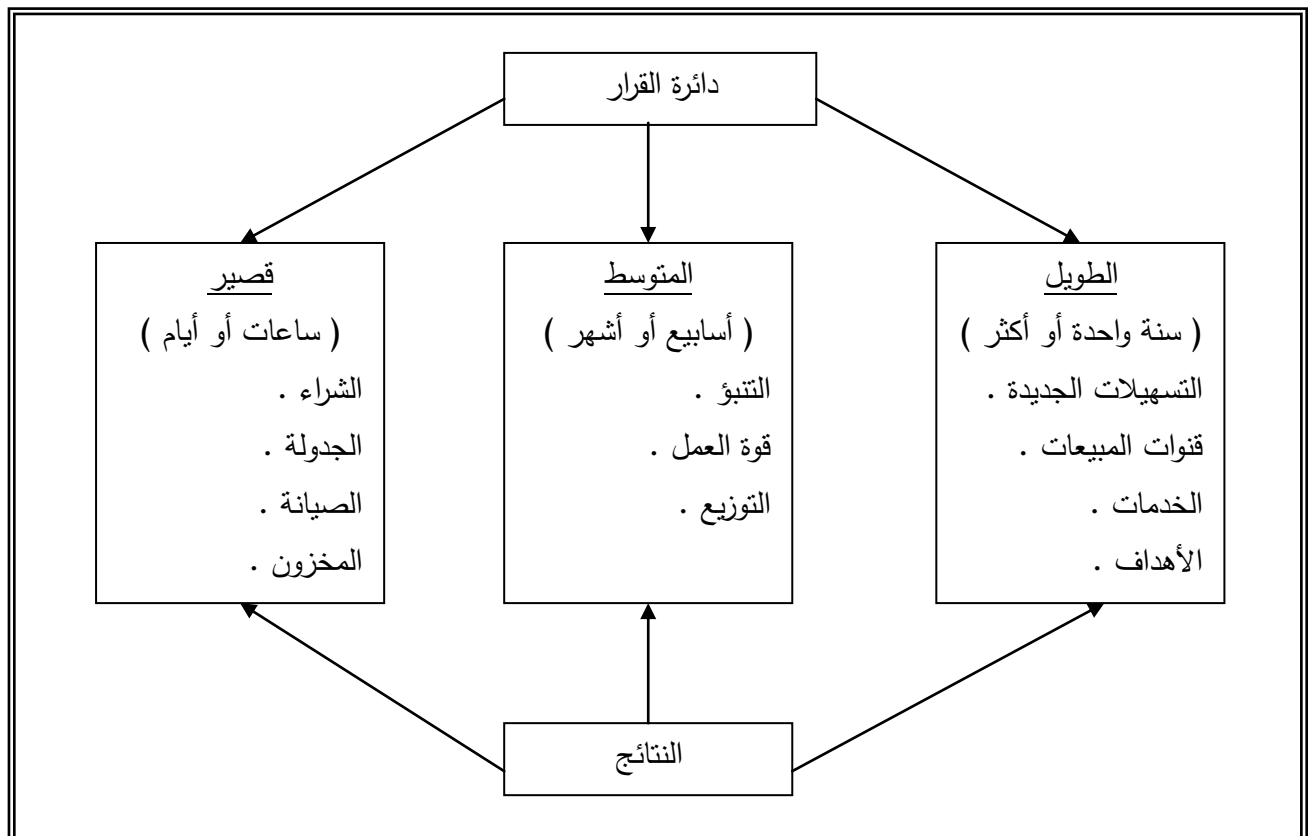 دائرة القرار
الطويل
( سنة واحدة أو أكثر )
التسهيلات الجديدة .
قنوات المبيعات .
الخدمات .
الأهداف .
المتوسط
( أسابيع أو أشهر )
التنبؤ .
قوة العمل .
التوزيع .
قصير
( ساعات أو أيام )
الشراء .
الجدولة .
الصيانة .
المخزون .
النتائج